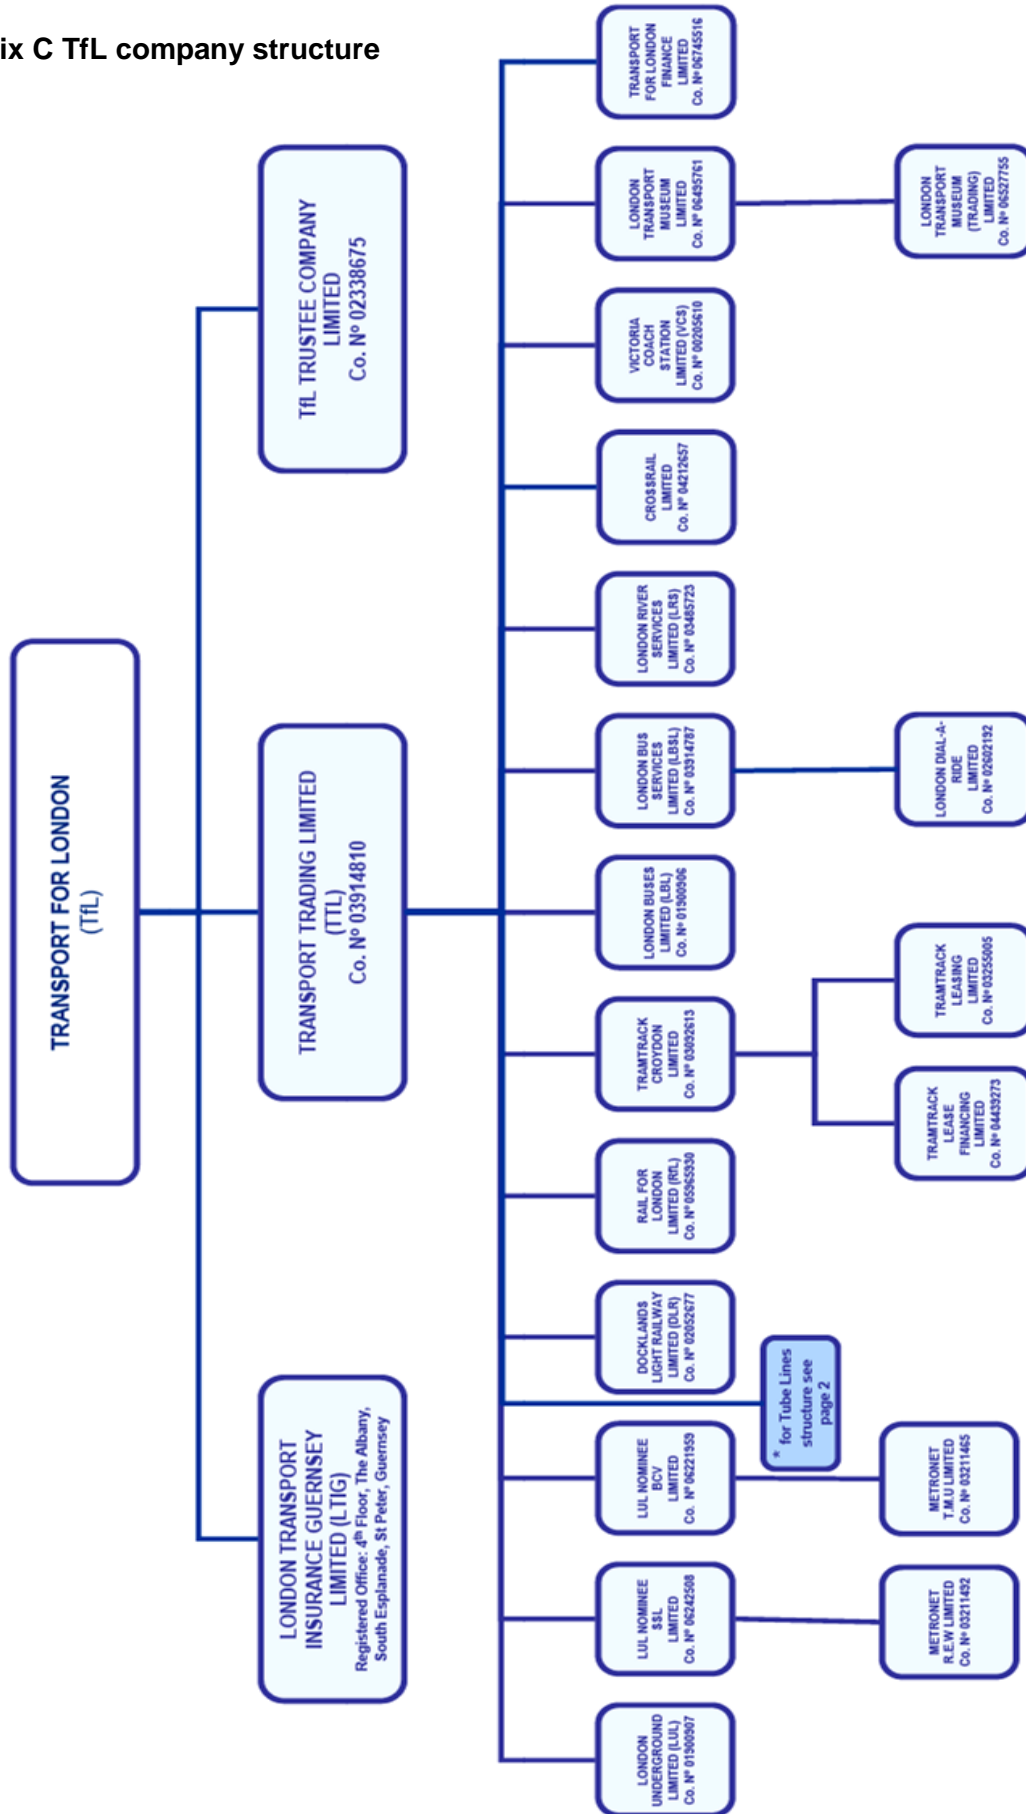 ix C TfL company structure
TRANSPORT FOR LONDON
(TfL)
LONDON TRANSPORT
INSURANCE GUERNSEY
LIMITED (LTIG)
Registered Office: 4th Floor, The Albany,
South Esplanade, St Peter, Guernsey
TRANSPORT TRADING LIMITED
(TTL)
Co. Nº 03914810
TfL TRUSTEE COMPANY
LIMITED
Co. Nº 02338675
LONDON
UNDERGROUND
LIMITED (LUL)
Co. Nº 01900907
LUL NOMINEE
SSL
LIMITED
Co. Nº 06242508
LUL NOMINEE
BCV
LIMITED
Co. Nº 06221959
DOCKLANDS
LIGHT RAILWAY
LIMITED (DLR)
Co. Nº 02052677
RAIL FOR
LONDON
LIMITED (RfL)
Co. Nº 05965930
TRAMTRACK
CROYDON
LIMITED
Co. Nº 03092613
LONDON BUSES
LIMITED (LBL)
Co. Nº 01900906
LONDON BUS
SERVICES
LIMITED (LBSL)
Co. Nº 03914787
LONDON RIVER
SERVICES
LIMITED (LRS)
Co. Nº 03485723
CROSSRAIL
LIMITED
Co. Nº 04212657
VICTORIA
COACH
STATION
LIMITED (VCS)
Co. Nº 00205610
LONDON
TRANSPORT
MUSEUM
LIMITED
Co. Nº 06495761
TRANSPORT
FOR LONDON
FINANCE
LIMITED
Co. Nº 06745516
* for Tube Lines
structure see
page 2
METRONET
R.E.W LIMITED
Co. Nº 03211492
METRONET
T.M.U LIMITED
Co. Nº 03211465
TRAMTRACK
LEASE
FINANCING
LIMITED
Co. Nº 04439273
TRAMTRACK
LEASING
LIMITED
Co. Nº 03255005
LONDON DIAL-A-
RIDE
LIMITED
Co. Nº 02602192
LONDON
TRANSPORT
MUSEUM
(TRADING)
LIMITED
Co. Nº 06527755